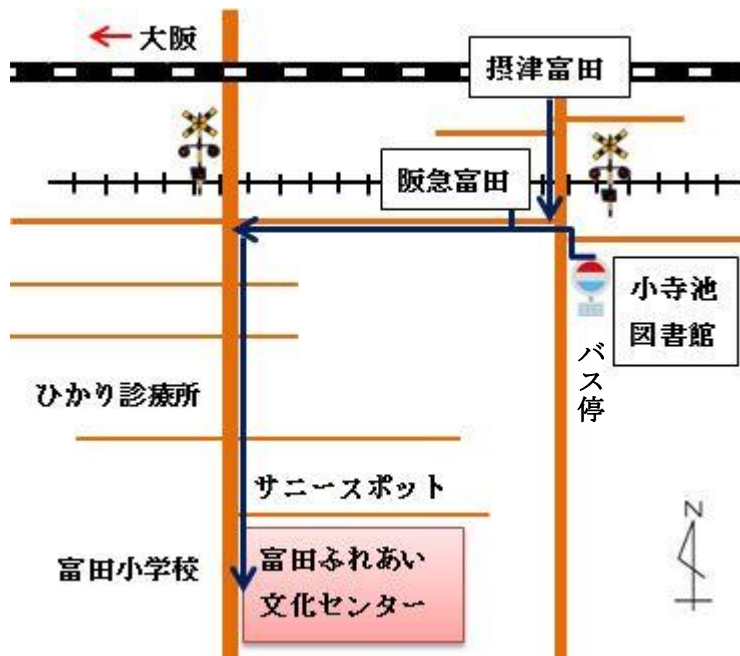 大阪
摂津富田
阪急富田
小寺池
図書館
バス停
ひかり診療所
サニースポット
富田小学校
富田ふれあい
文化センター
N